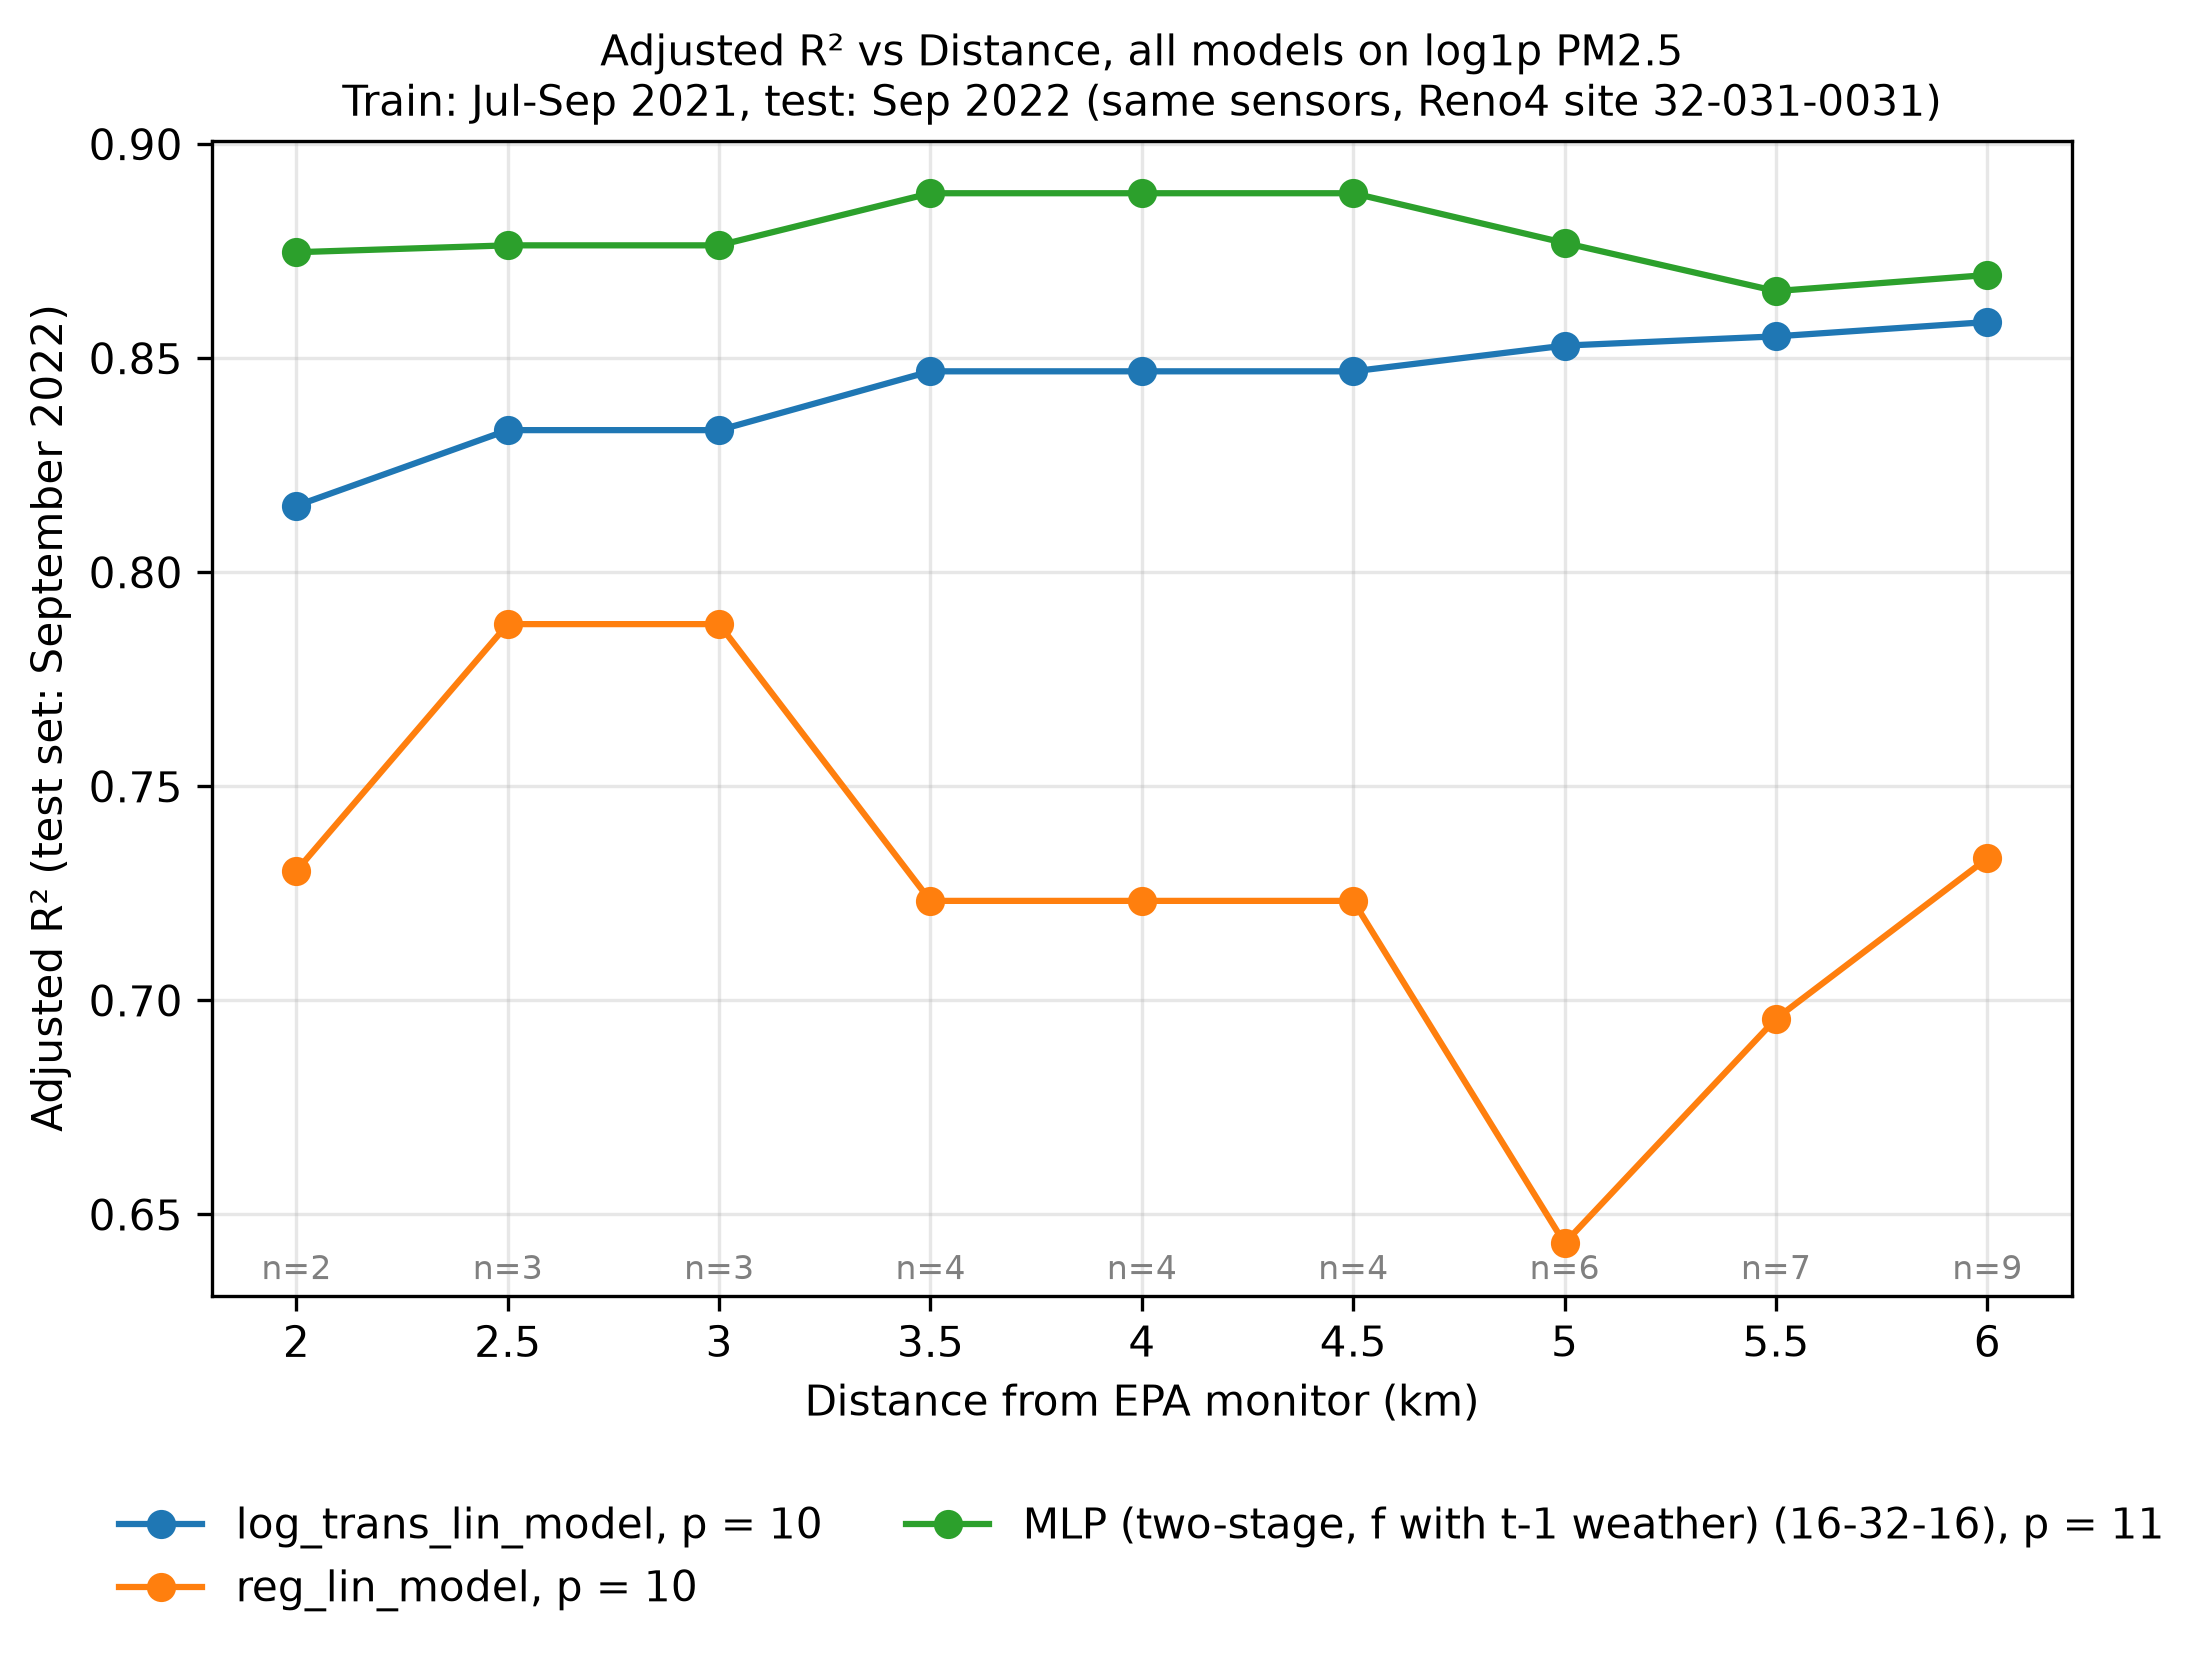 Adjusted R² vs Distance, all models on log1p PM2.5
Train: Jul-Sep 2021, test: Sep 2022 (same sensors, Reno4 site 32-031-0031)
Adjusted R² (test set: September 2022)
0.90
0.85
0.80
0.75
0.70
0.65
n=2 n=3 n=3 n=4 n=4 n=4 n=6 n=7 n=9
2 2.5 3 3.5 4 4.5 5 5.5 6
Distance from EPA monitor (km)
log_trans_lin_model, p = 10
reg_lin_model, p = 10
MLP (two-stage, f with t-1 weather) (16-32-16), p = 11